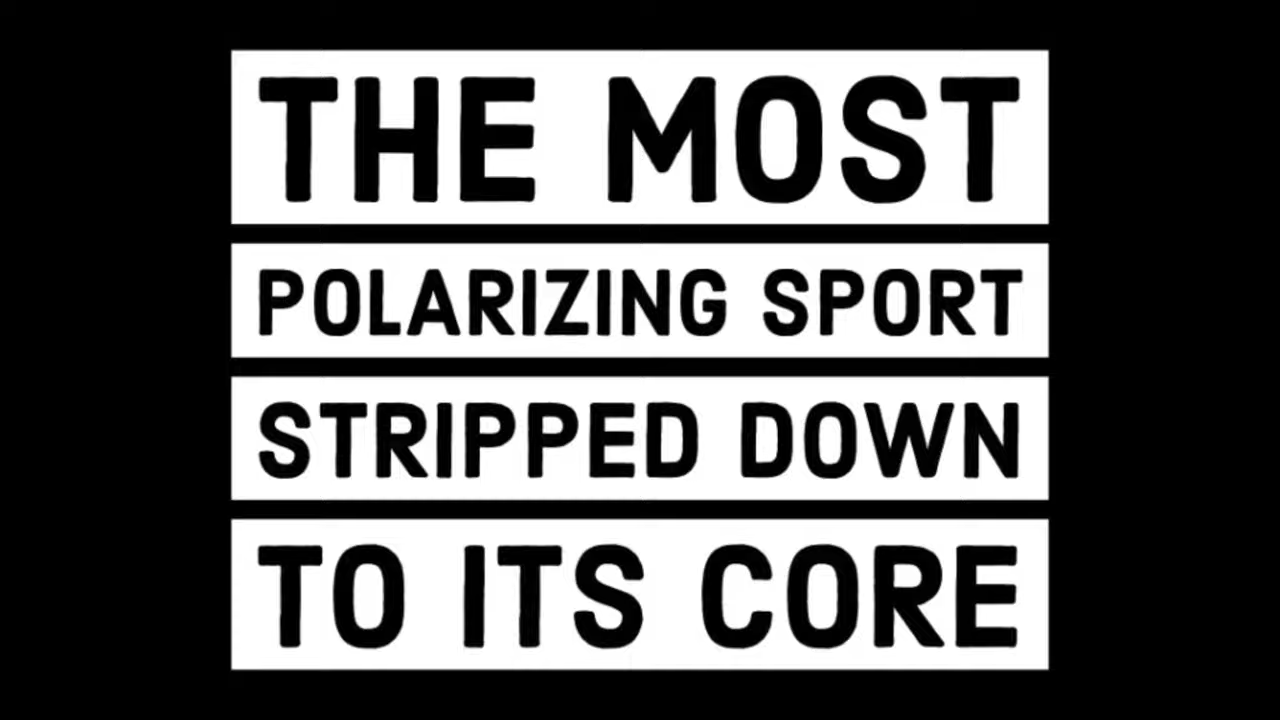 THE MOST
POLARIZING SPORT
STRIPPED DOWN
TO ITS CORE